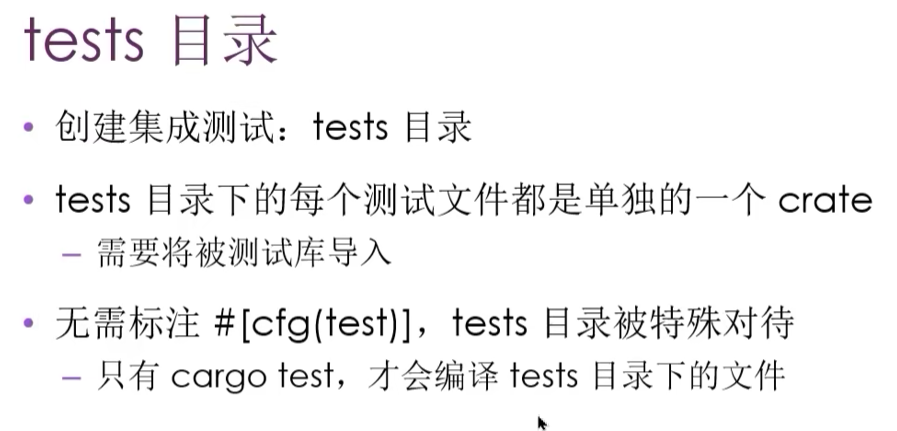 tests 目录
• 创建集成测试：tests 目录
• tests 目录下的每个测试文件都是单独的一个 crate
– 需要将被测试库导入
• 无需标注 #[cfg(test)]，tests 目录被特殊对待
– 只有 cargo test，才会编译 tests 目录下的文件